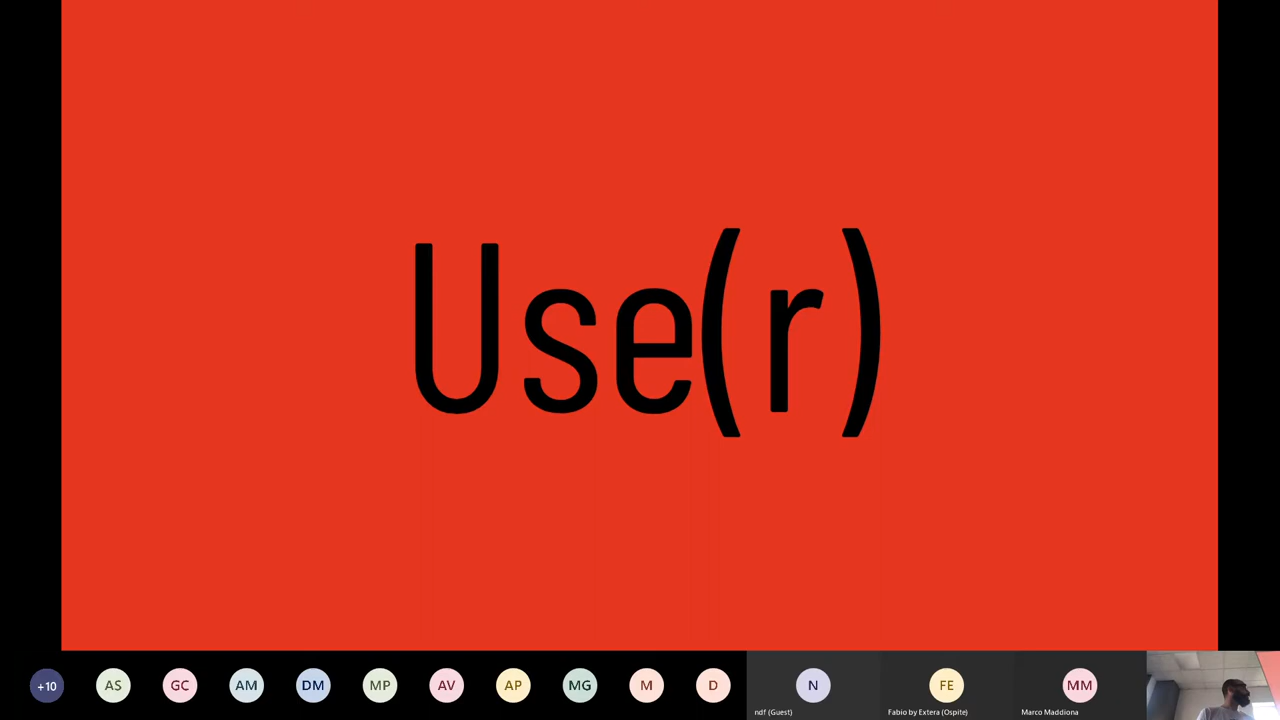 Use(r)
+10 AS GC AM DM MP AV AP MG M D N FE MM
ndf (Guest) Fabio by Extera (Ospite) Marco Maddiona